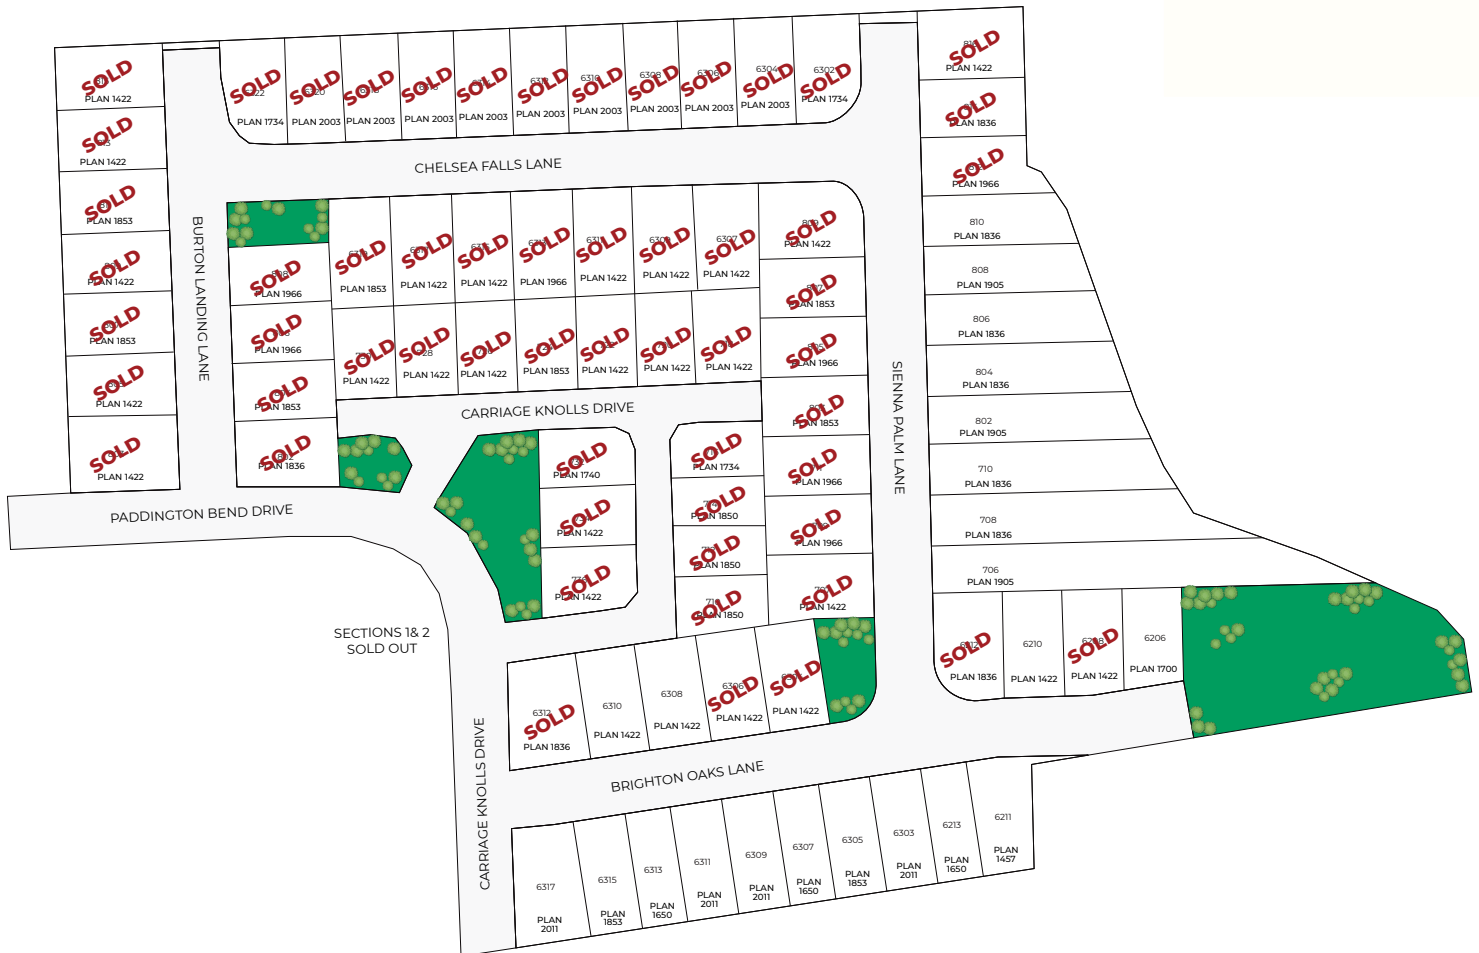 SOLD
PLAN 1422
SOLD
PLAN 1422
SOLD
PLAN 1853
SOLD
PLAN 1422
SOLD
PLAN 1853
SOLD
PLAN 1422
SOLD
PLAN 1422
BURTON LANDING LANE
SOLD
PLAN 1734
SOLD
PLAN 2003
SOLD
PLAN 2003
SOLD
PLAN 2003
SOLD
PLAN 2003
SOLD
PLAN 2003
6310
SOLD
PLAN 2003
6308
SOLD
PLAN 2003
SOLD
PLAN 2003
6304
SOLD
PLAN 2003
6302
SOLD
PLAN 1734
CHELSEA FALLS LANE
SOLD
PLAN 1422
SOLD
PLAN 1836
SOLD
PLAN 1966
810
PLAN 1836
808
PLAN 1905
806
PLAN 1836
804
PLAN 1836
802
PLAN 1905
710
PLAN 1836
708
PLAN 1836
706
PLAN 1905
SOLD
PLAN 1966
SOLD
PLAN 1966
SOLD
PLAN 1853
SOLD
PLAN 1836
SOLD
PLAN 1853
SOLD
PLAN 1422
SOLD
PLAN 1422
SOLD
PLAN 1966
SOLD
PLAN 1422
SOLD
PLAN 1422
6307
SOLD
PLAN 1422
SOLD
PLAN 1422
SOLD
PLAN 1422
SOLD
PLAN 1422
SOLD
PLAN 1853
SOLD
PLAN 1422
SOLD
PLAN 1422
SOLD
PLAN 1422
SOLD
PLAN 1422
SOLD
PLAN 1853
SOLD
PLAN 1966
SOLD
PLAN 1853
SOLD
PLAN 1966
SOLD
PLAN 1966
SOLD
PLAN 1422
SIENNA PALM LANE
CARRIAGE KNOLLS DRIVE
SOLD
PLAN 1740
SOLD
PLAN 1422
SOLD
PLAN 1422
SOLD
PLAN 1734
SOLD
PLAN 1850
SOLD
PLAN 1850
SOLD
PLAN 1850
PADDINGTON BEND DRIVE
SECTIONS 1 & 2
SOLD OUT
CARRIAGE KNOLLS DRIVE
6312
SOLD
PLAN 1836
6310
PLAN 1422
6308
PLAN 1422
6306
SOLD
PLAN 1422
SOLD
PLAN 1422
SOLD
PLAN 1836
6210
PLAN 1422
SOLD
PLAN 1422
6206
PLAN 1700
BRIGHTON OAKS LANE
6317
PLAN
2011
6315
PLAN
1853
6313
PLAN
1650
6311
PLAN
2011
6309
PLAN
2011
6307
PLAN
1650
6305
PLAN
1853
6303
PLAN
2011
6213
PLAN
1650
6211
PLAN
1457